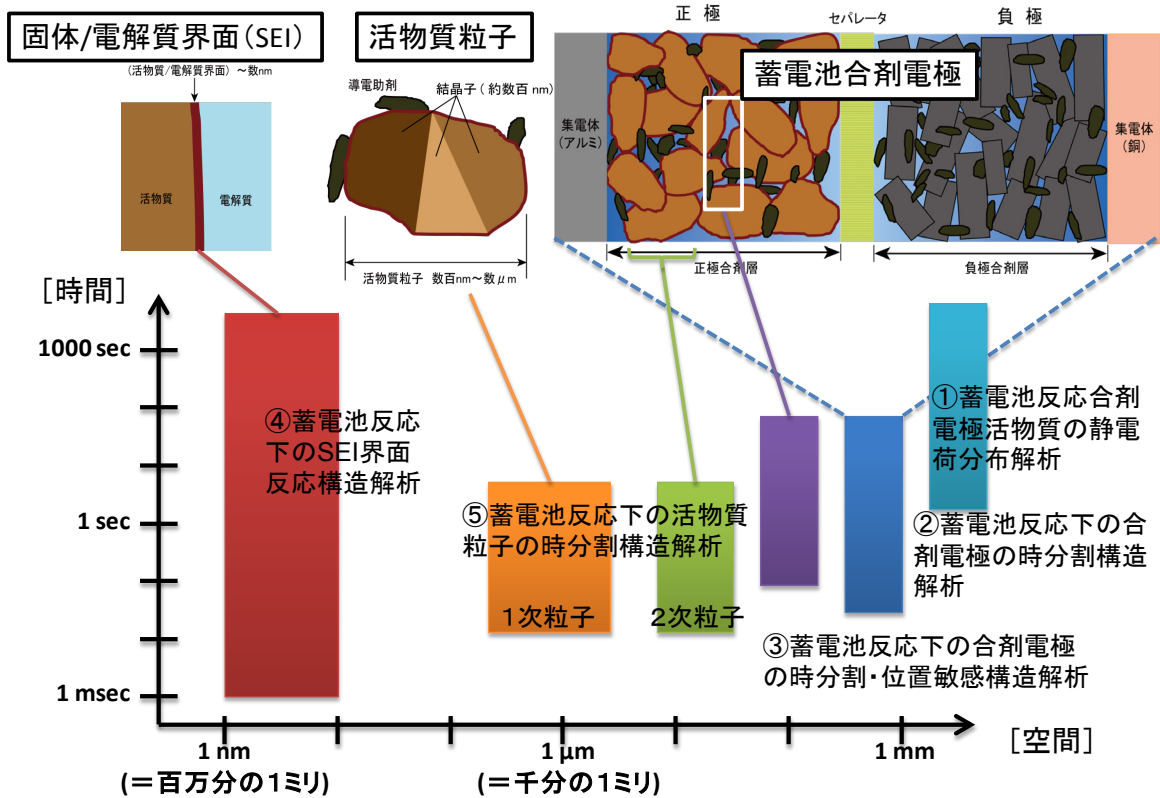 固体/電解質界面(SEI)
(活物質/電解質界面) ~数nm
活物質
電解質
活物質粒子
導電助剤
結晶子(約数百nm)
活物質粒子 数百nm~数μm
正極
セパレータ
負極
蓄電池合剤電極
集電体
(アルミ)
集電体
(銅)
正極合剤層
負極合剤層
[時間]
1000 sec
1 sec
1 msec
④蓄電池反応
下のSEI界面
反応構造解析
⑤蓄電池反応下の活物質
粒子の時分割構造解析
1次粒子
2次粒子
①蓄電池反応合剤
電極活物質の静電
荷分布解析
②蓄電池反応下の合
剤電極の時分割構造
解析
③蓄電池反応下の合剤電極
の時分割・位置敏感構造解析
1 nm
(=百万分の1ミリ)
1 μm
(=千分の1ミリ)
1 mm
[空間]